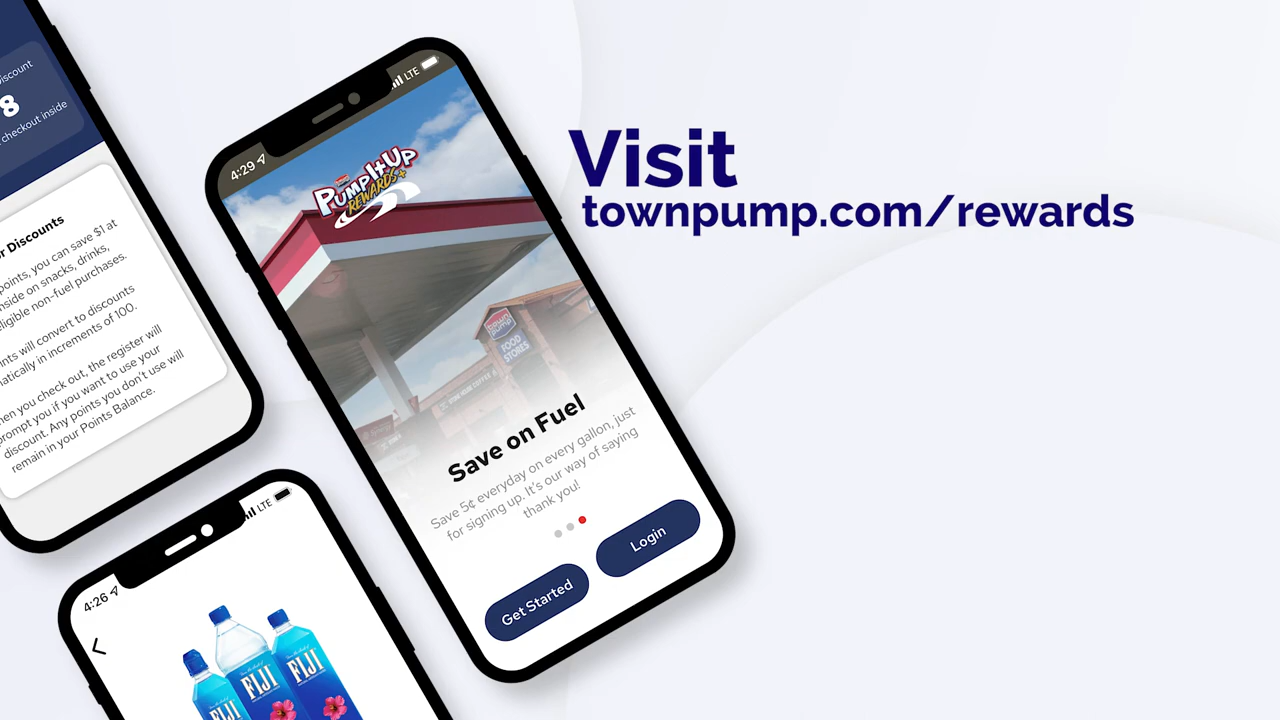 Visit
townpump.com/rewards
4:29
LTE
PUMP It UP
REWARDS+
town
pump
FOOD
STORES
Save on Fuel
Save 5¢ everyday on every gallon, just
for signing up. It's our way of saying
thank you!
Get Started
Login
Discount
8
checkout inside
r Discounts
points, you can save $1 at
nside on snacks, drinks,
ligible non-fuel purchases.
nts will convert to discounts
atically in increments of 100.
hen you check out, the register will
prompt you if you want to use your
discount. Any points you don't use will
remain in your Points Balance.
4:26
LTE
FIJI
FIJI
FIJI